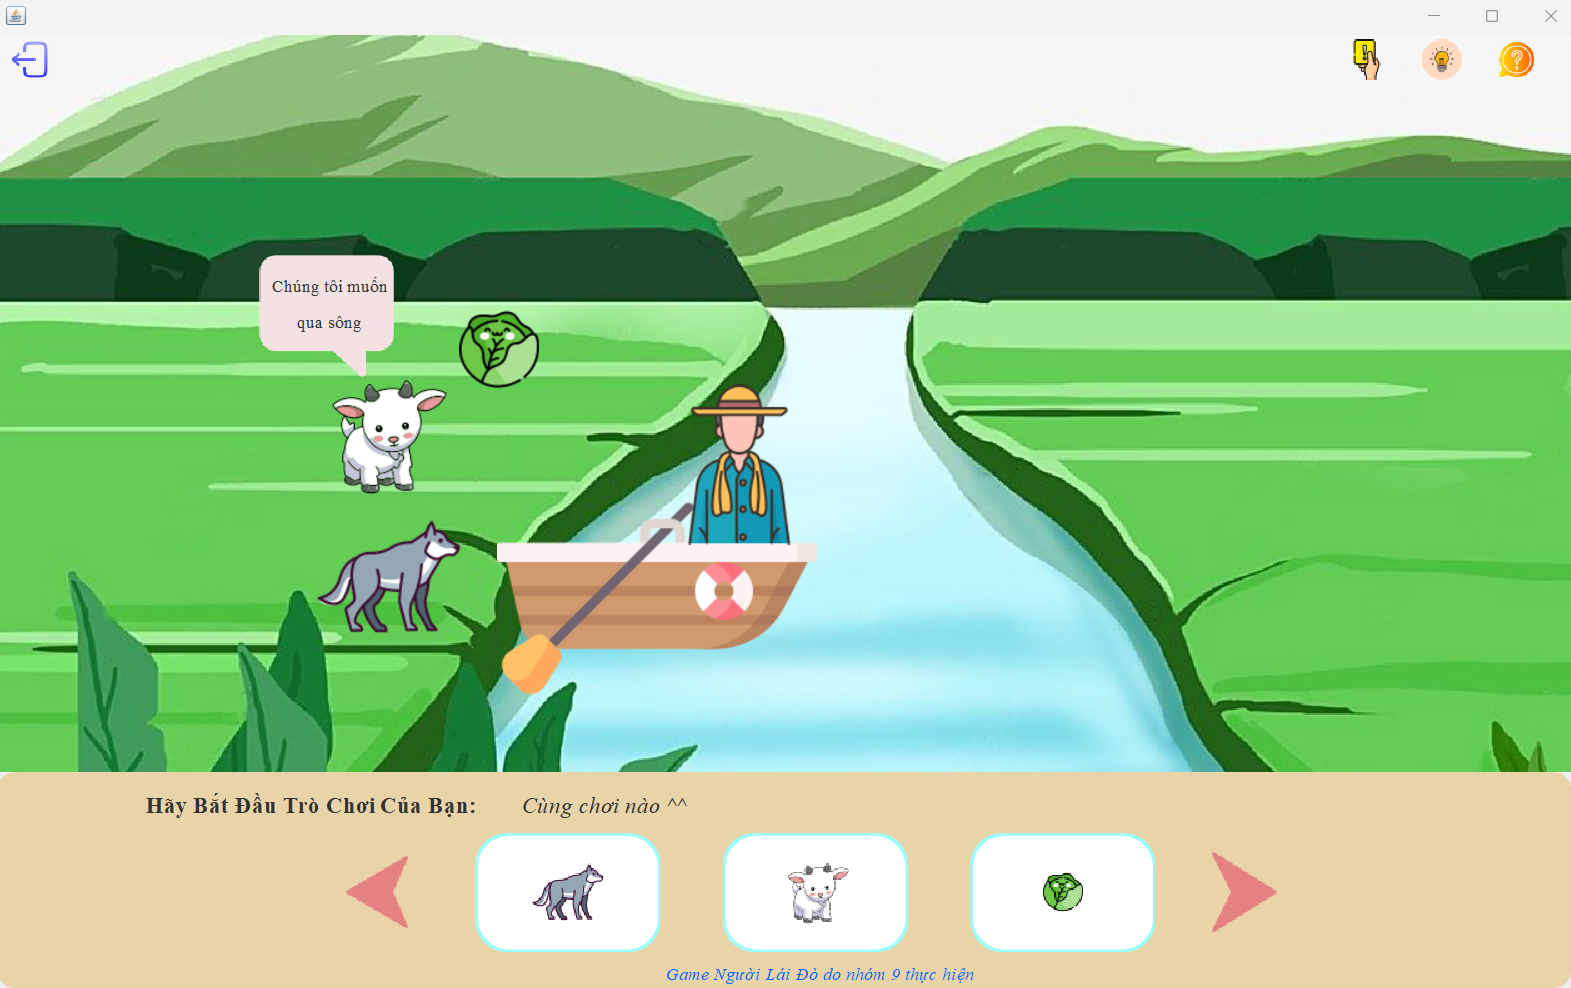 Chúng tôi muốn
qua sông
Hãy Bắt Đầu Trò Chơi Của Bạn:
Cùng chơi nào ^^
Game Người Lái Đò do nhóm 9 thực hiện